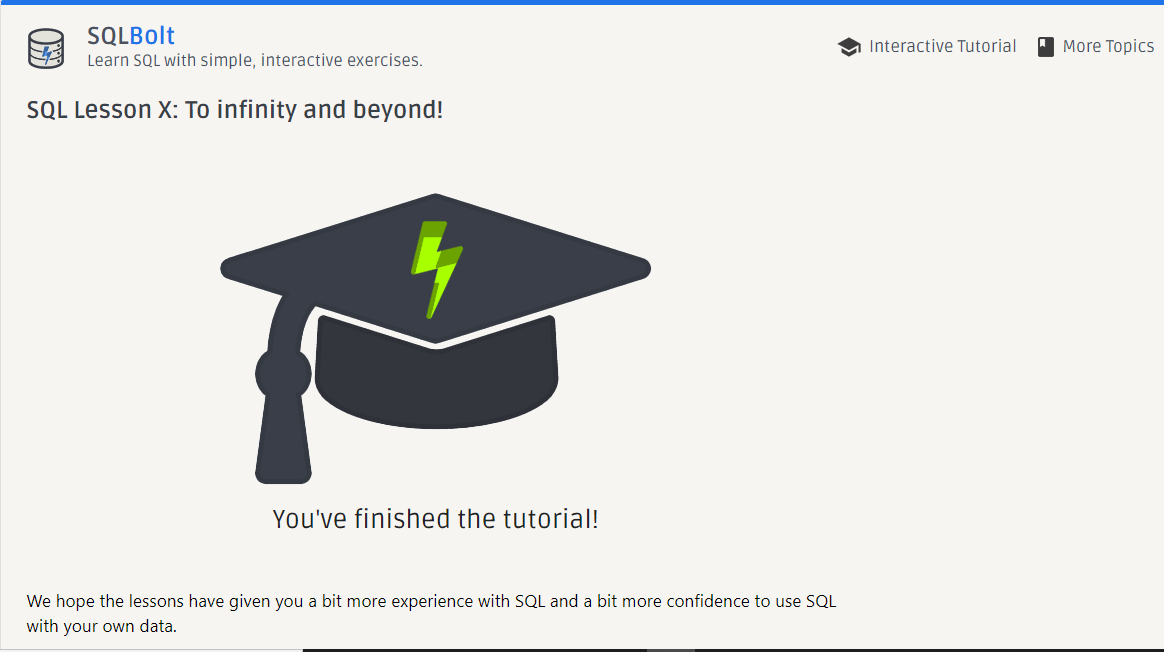 SQLBolt
Learn SQL with simple, interactive exercises.
Interactive Tutorial
More Topics
SQL Lesson X: To infinity and beyond!
You've finished the tutorial!
We hope the lessons have given you a bit more experience with SQL and a bit more confidence to use SQL
with your own data.